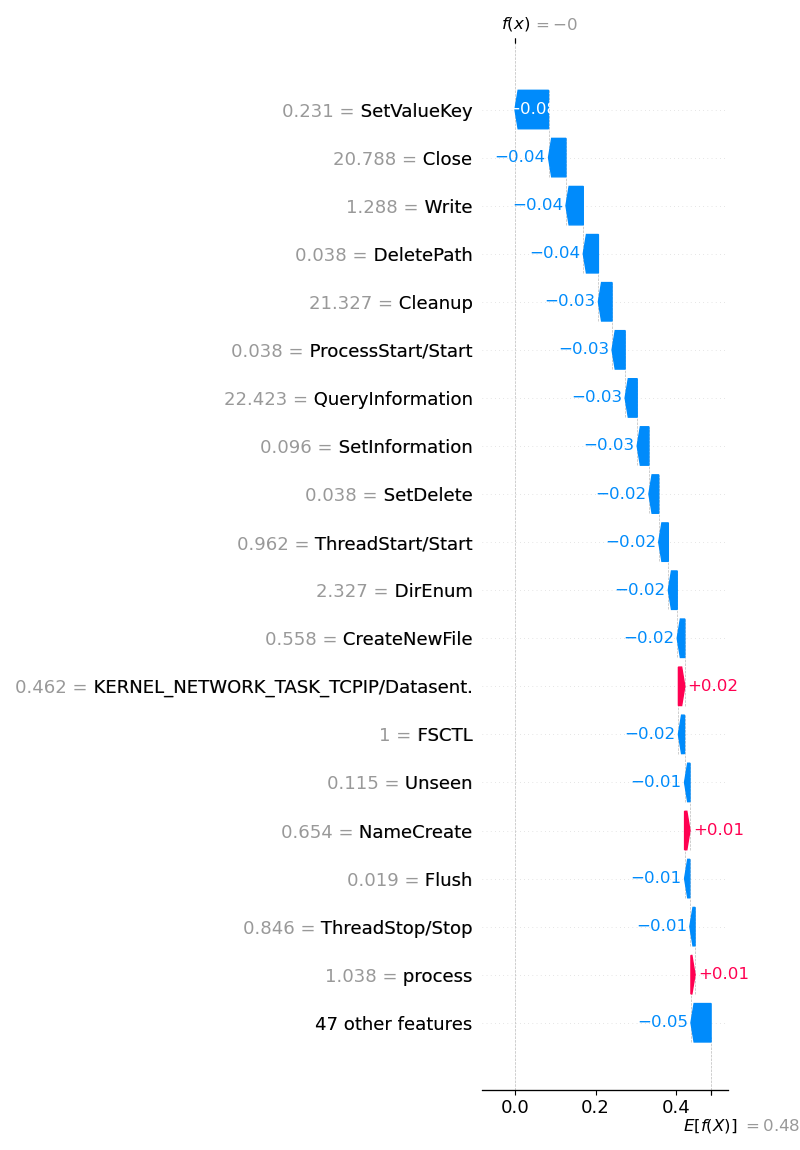 f(x) = −0
0.231 = SetValueKey
−0.08
20.788 = Close
−0.04
1.288 = Write
−0.04
0.038 = DeletePath
−0.04
21.327 = Cleanup
−0.03
0.038 = ProcessStart/Start
−0.03
22.423 = QueryInformation
−0.03
0.096 = SetInformation
−0.03
0.038 = SetDelete
−0.02
0.962 = ThreadStart/Start
−0.02
2.327 = DirEnum
−0.02
0.558 = CreateNewFile
−0.02
0.462 = KERNEL_NETWORK_TASK_TCPIP/Datasent.
+0.02
1 = FSCTL
−0.02
0.115 = Unseen
−0.01
0.654 = NameCreate
+0.01
0.019 = Flush
−0.01
0.846 = ThreadStop/Stop
−0.01
1.038 = process
+0.01
47 other features
−0.05
0.0 0.2 0.4
E[f(X)] = 0.48